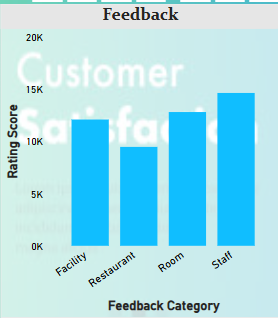 Feedback
20K
Customer
15K
Satisfaction
10K
5K
0K
Rating Score
Facility
Restaurant
Room
Staff
Feedback Category